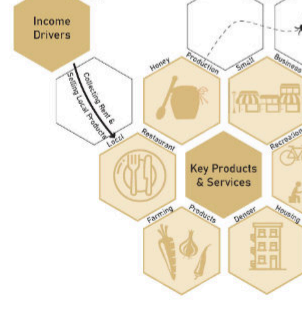 Income
Drivers
Collecting Rent &
Selling Local Products
Honey Production
Small Business
Local Restaurant
Recreation
Key Products
& Services
Farming Products
Denser Housing